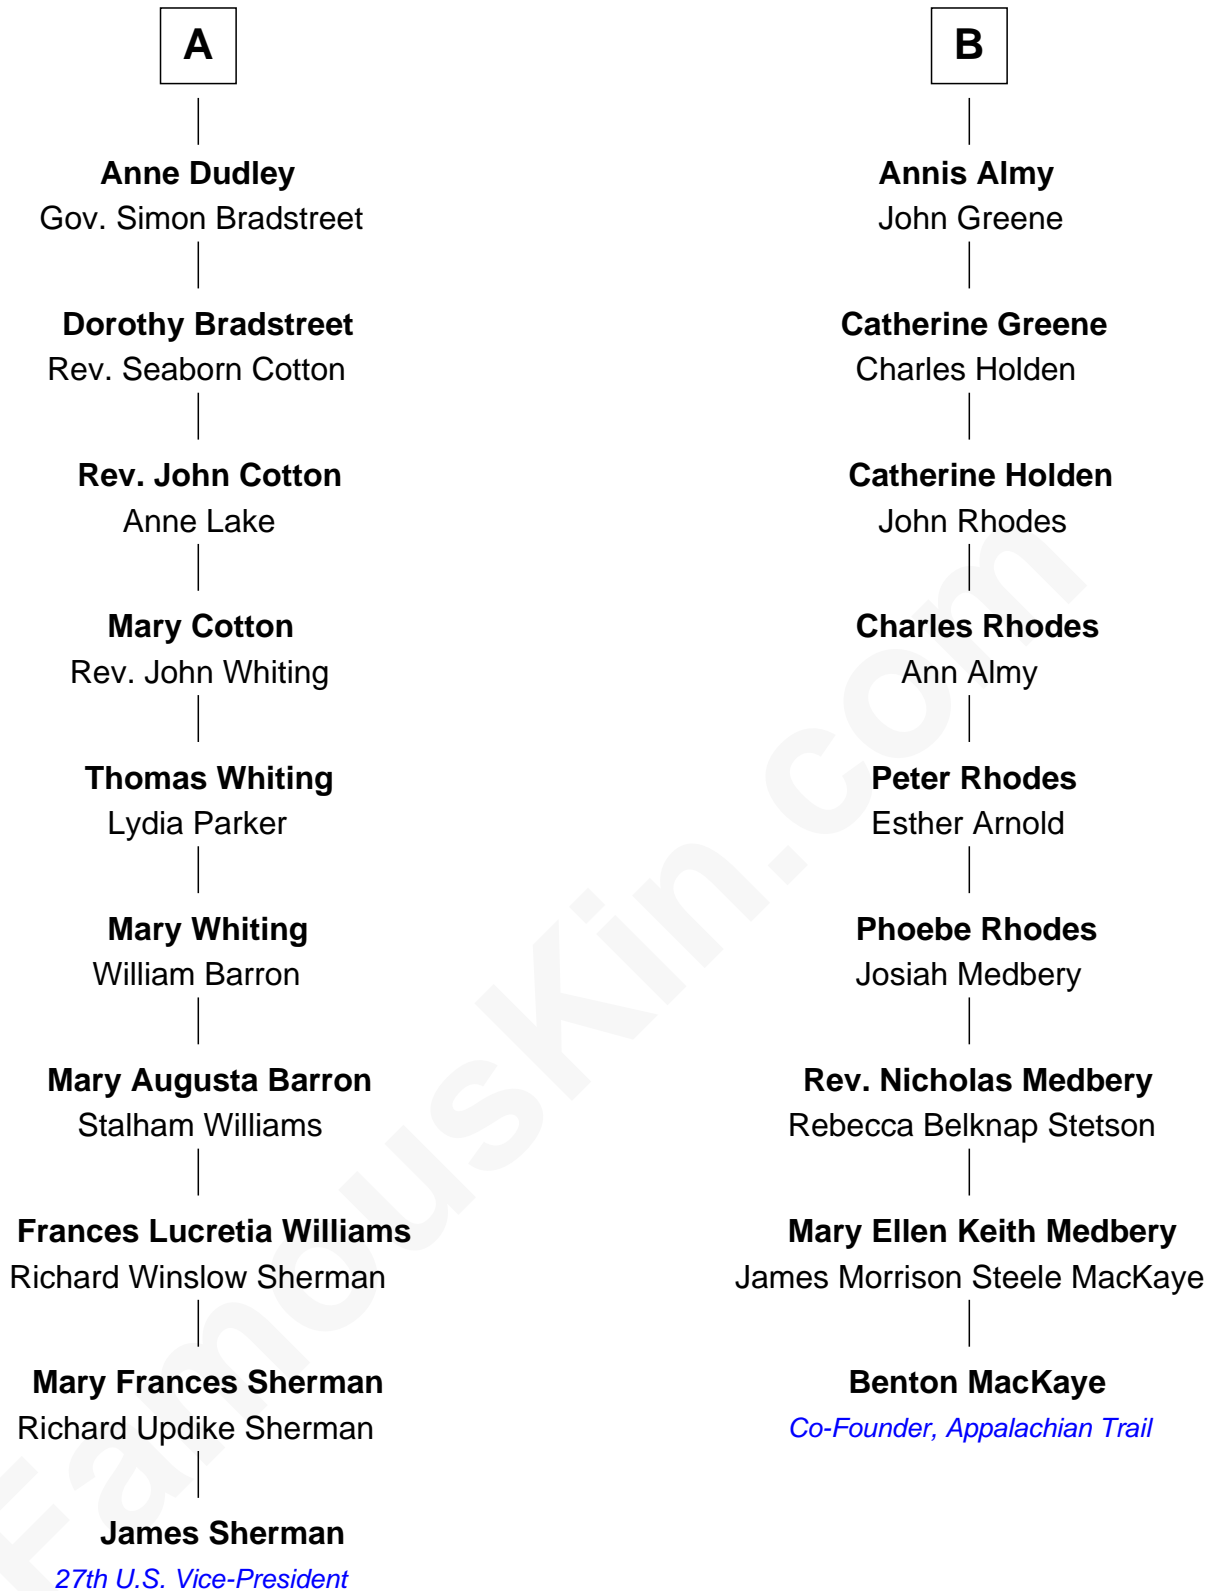 A
Anne Dudley
Gov. Simon Bradstreet
Dorothy Bradstreet
Rev. Seaborn Cotton
Rev. John Cotton
Anne Lake
Mary Cotton
Rev. John Whiting
Thomas Whiting
Lydia Parker
Mary Whiting
William Barron
Mary Augusta Barron
Stalham Williams
Frances Lucretia Williams
Richard Winslow Sherman
Mary Frances Sherman
Richard Updike Sherman
James Sherman
27th U.S. Vice-President
B
Annis Almy
John Greene
Catherine Greene
Charles Holden
Catherine Holden
John Rhodes
Charles Rhodes
Ann Almy
Peter Rhodes
Esther Arnold
Phoebe Rhodes
Josiah Medbery
Rev. Nicholas Medbery
Rebecca Belknap Stetson
Mary Ellen Keith Medbery
James Morrison Steele MacKaye
Benton MacKaye
Co-Founder, Appalachian Trail
FamousKin.com